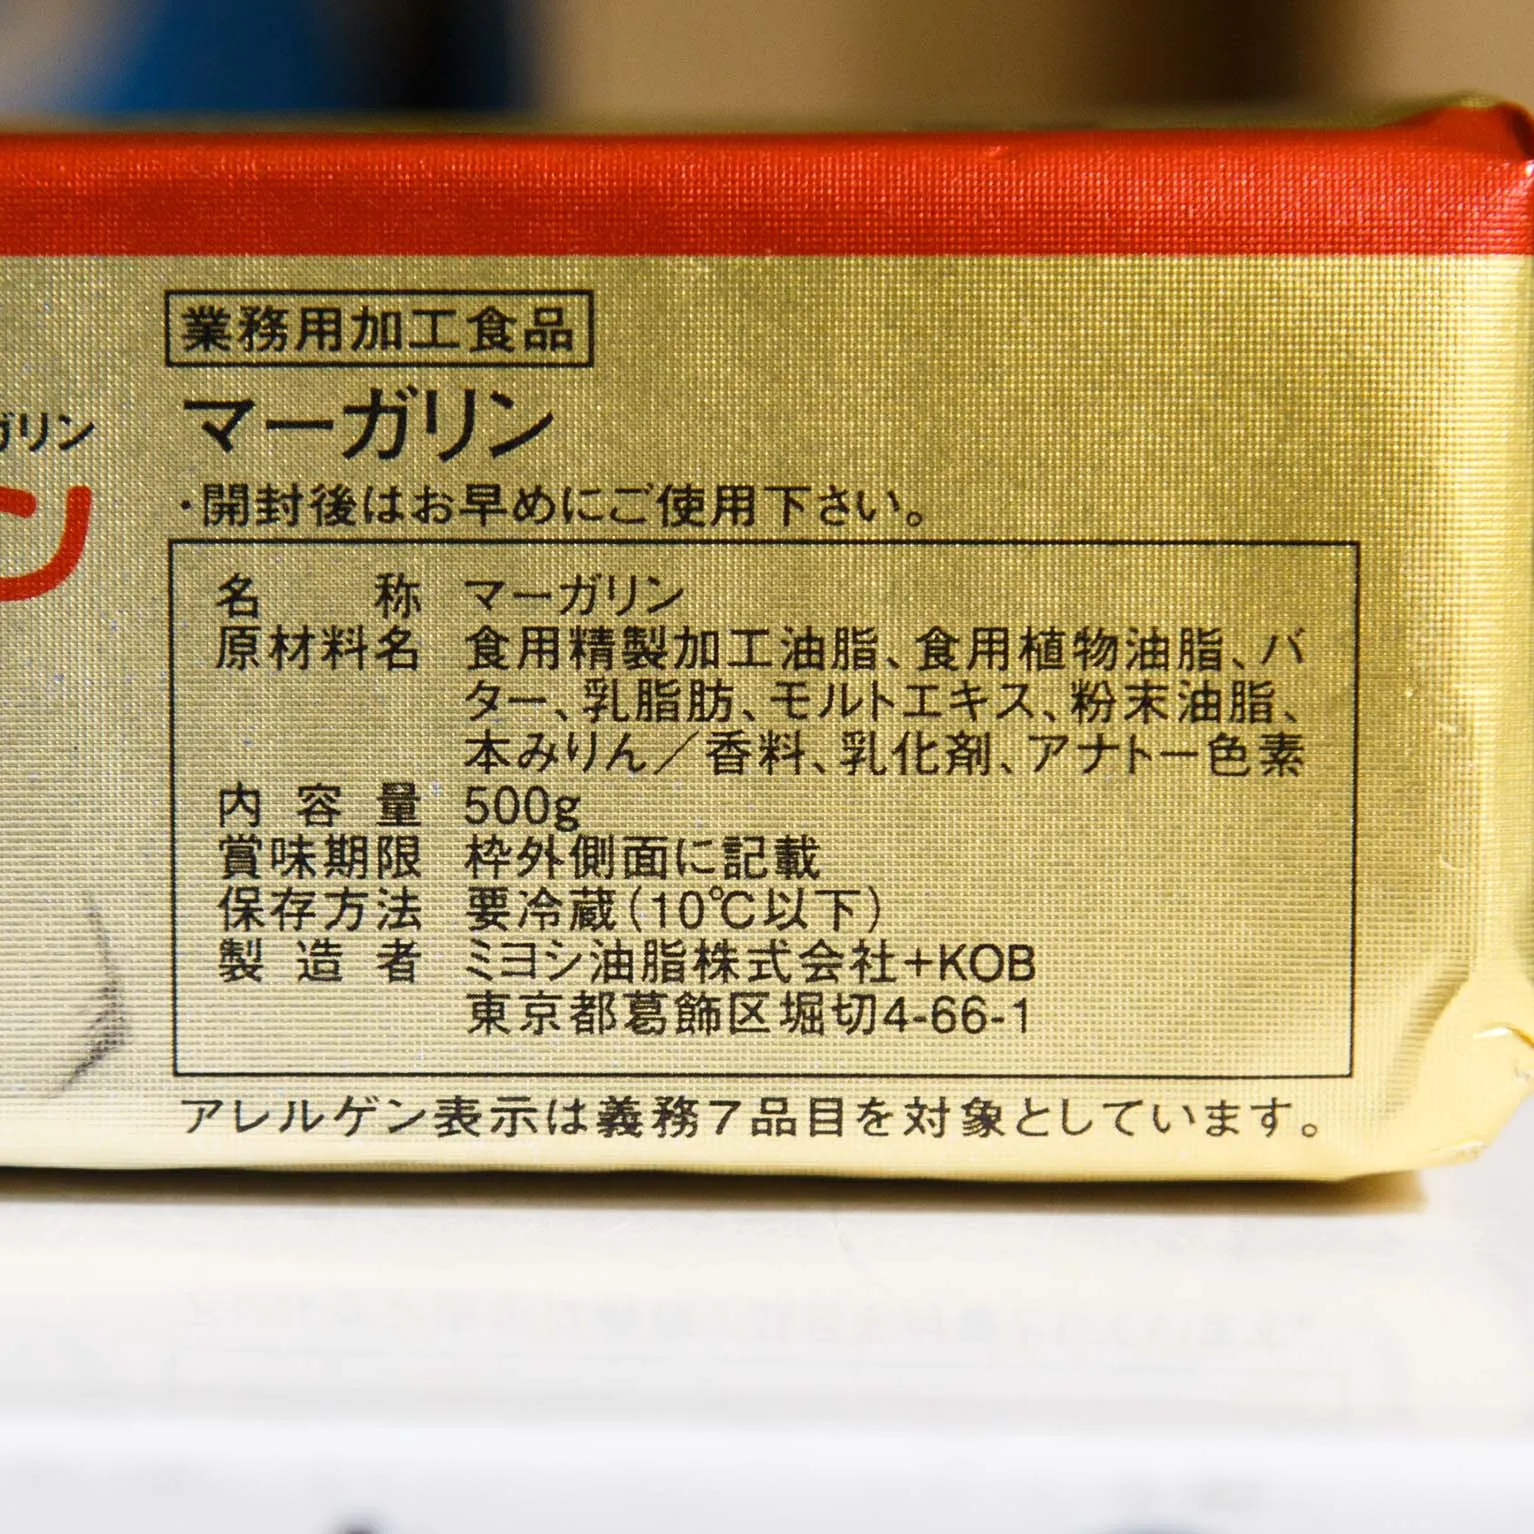 業務用加工食品
マーガリン
ガリン
ン
・開封後はお早めにご使用下さい。
名称 マーガリン
原材料名 食用精製加工油脂、食用植物油脂、バ
ター、乳脂肪、モルトエキス、粉末油脂、
本みりん／香料、乳化剤、アナトー色素
内容量 500g
賞味期限 枠外側面に記載
保存方法 要冷蔵(10℃以下)
製造者 ミヨシ油脂株式会社+KOB
東京都葛飾区堀切4-66-1
アレルゲン表示は義務7品目を対象としています。